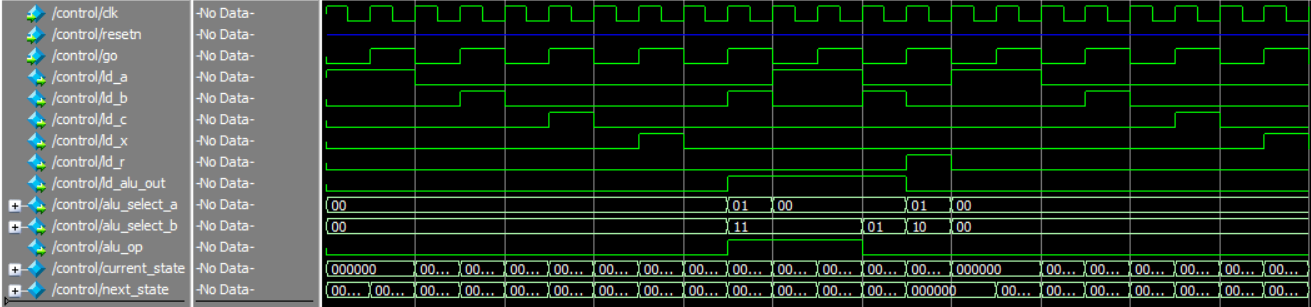 /control/clk -No Data-
/control/resetn -No Data-
/control/go -No Data-
/control/ld_a -No Data-
/control/ld_b -No Data-
/control/ld_c -No Data-
/control/ld_x -No Data-
/control/ld_r -No Data-
/control/ld_alu_out -No Data-
/control/alu_select_a -No Data- 00 01 00 01 00
/control/alu_select_b -No Data- 00 11 01 10 00
/control/alu_op -No Data-
/control/current_state -No Data- 000000 00... 00... 00... 00... 00... 00... 00... 00... 00... 00... 00... 00... 000000 00... 00... 00... 00... 00... 00...
/control/next_state -No Data- 00... 00... 00... 00... 00... 00... 00... 00... 00... 00... 00... 00... 00... 000000 00... 00... 00... 00... 00... 00... 00...